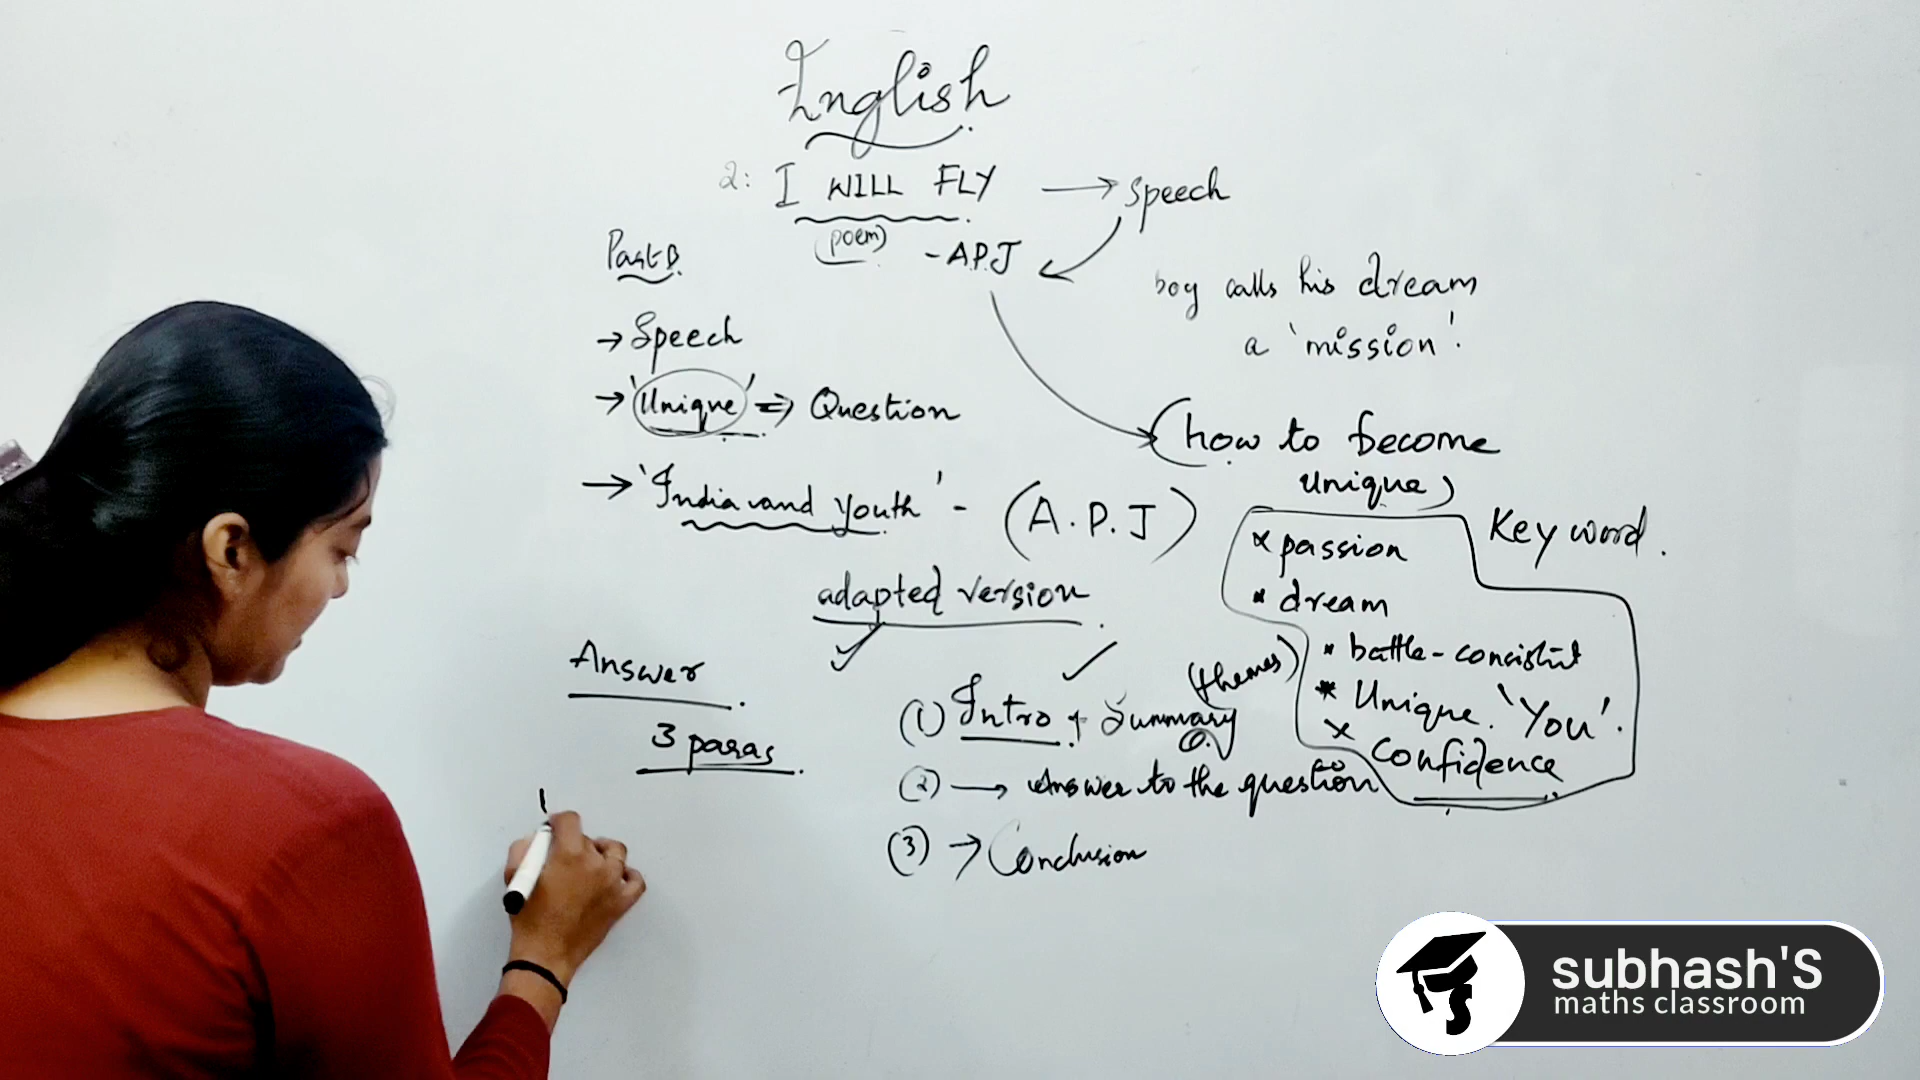 English
2: I WILL FLY → Speech
(poem) - A.P.J
Part B
boy calls his dream
a 'mission'.
→ Speech
→ 'Unique' => Question
(how to become
unique)
→ 'India and Youth' - (A.P.J)
Key word.
adapted version
* passion
* dream
* battle - consistent
* Unique. 'You'.
* Confidence
Answer
3 paras
(1) Intro + Summary (themes)
(2) → Answer to the question
(3) → Conclusion
subhash'S
maths classroom